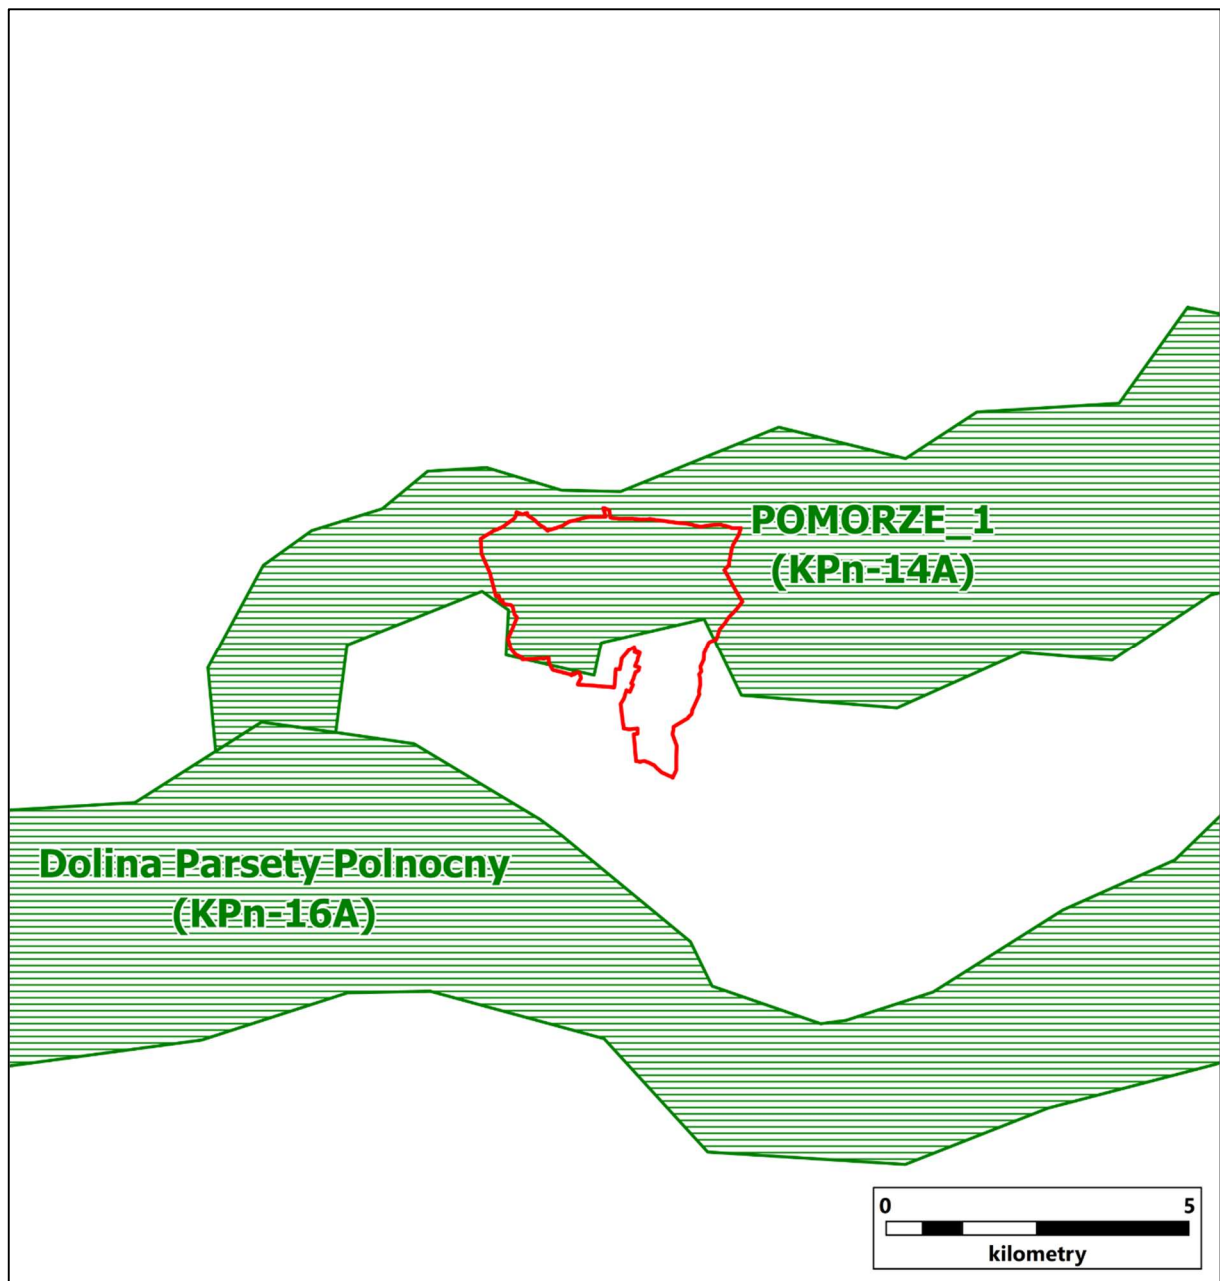 POMORZE_1
(KPn-14A)
Dolina Parsety Polnocny
(KPn-16A)
0 5
kilometry